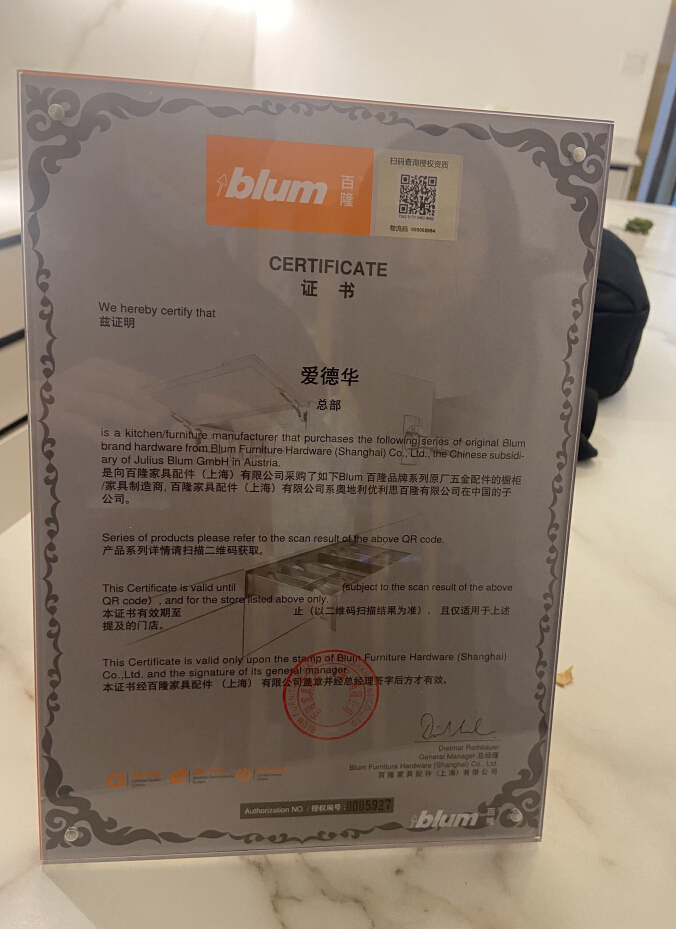 blum 百隆
扫码查询授权资质
物流码
CERTIFICATE
证 书
We hereby certify that
兹证明
爱德华
总部
is a kitchen/furniture manufacturer that purchases the following series of original Blum
brand hardware from Blum Furniture Hardware (Shanghai) Co., Ltd., the Chinese subsidi-
ary of Julius Blum GmbH in Austria.
是向百隆家具配件（上海）有限公司采购了如下Blum 百隆品牌系列原厂五金配件的橱柜
/家具制造商, 百隆家具配件（上海）有限公司系奥地利优利思百隆有限公司在中国的子
公司。
Series of products please refer to the scan result of the above QR code.
产品系列详情请扫描二维码获取。
This Certificate is valid until (subject to the scan result of the above
QR code）, and for the store listed above only.
本证书有效期至 止（以二维码扫描结果为准）， 且仅适用于上述
提及的门店。
This Certificate is valid only upon the stamp of Blum Furniture Hardware (Shanghai)
Co.,Ltd. and the signature of its general manager.
本证书经百隆家具配件 （上海） 有限公司盖章并经总经理签字后方才有效。
Dietmar Rathbauer
General Manager 总经理
Blum Furniture Hardware (Shanghai) Co., Ltd.
百隆家具配件（上海）有限公司
Authorization NO. / 授权编号: 0005927
blum 百隆